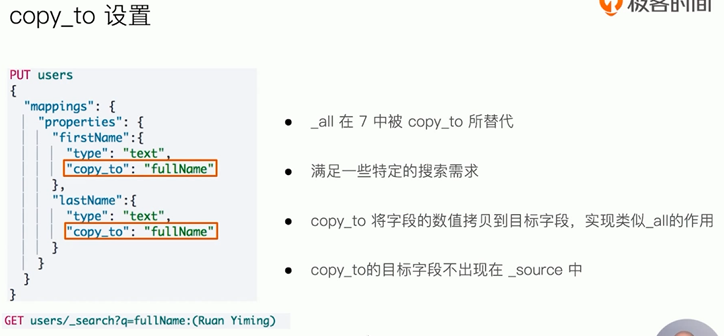 copy_to 设置
极客时间
PUT users
{
"mappings": {
"properties": {
"firstName":{
"type": "text",
"copy_to": "fullName"
},
"lastName":{
"type": "text",
"copy_to": "fullName"
}
}
}
}
GET users/_search?q=fullName:(Ruan Yiming)
● _all 在 7 中被 copy_to 所替代
● 满足一些特定的搜索需求
● copy_to 将字段的数值拷贝到目标字段，实现类似_all的作用
● copy_to的目标字段不出现在 _source 中